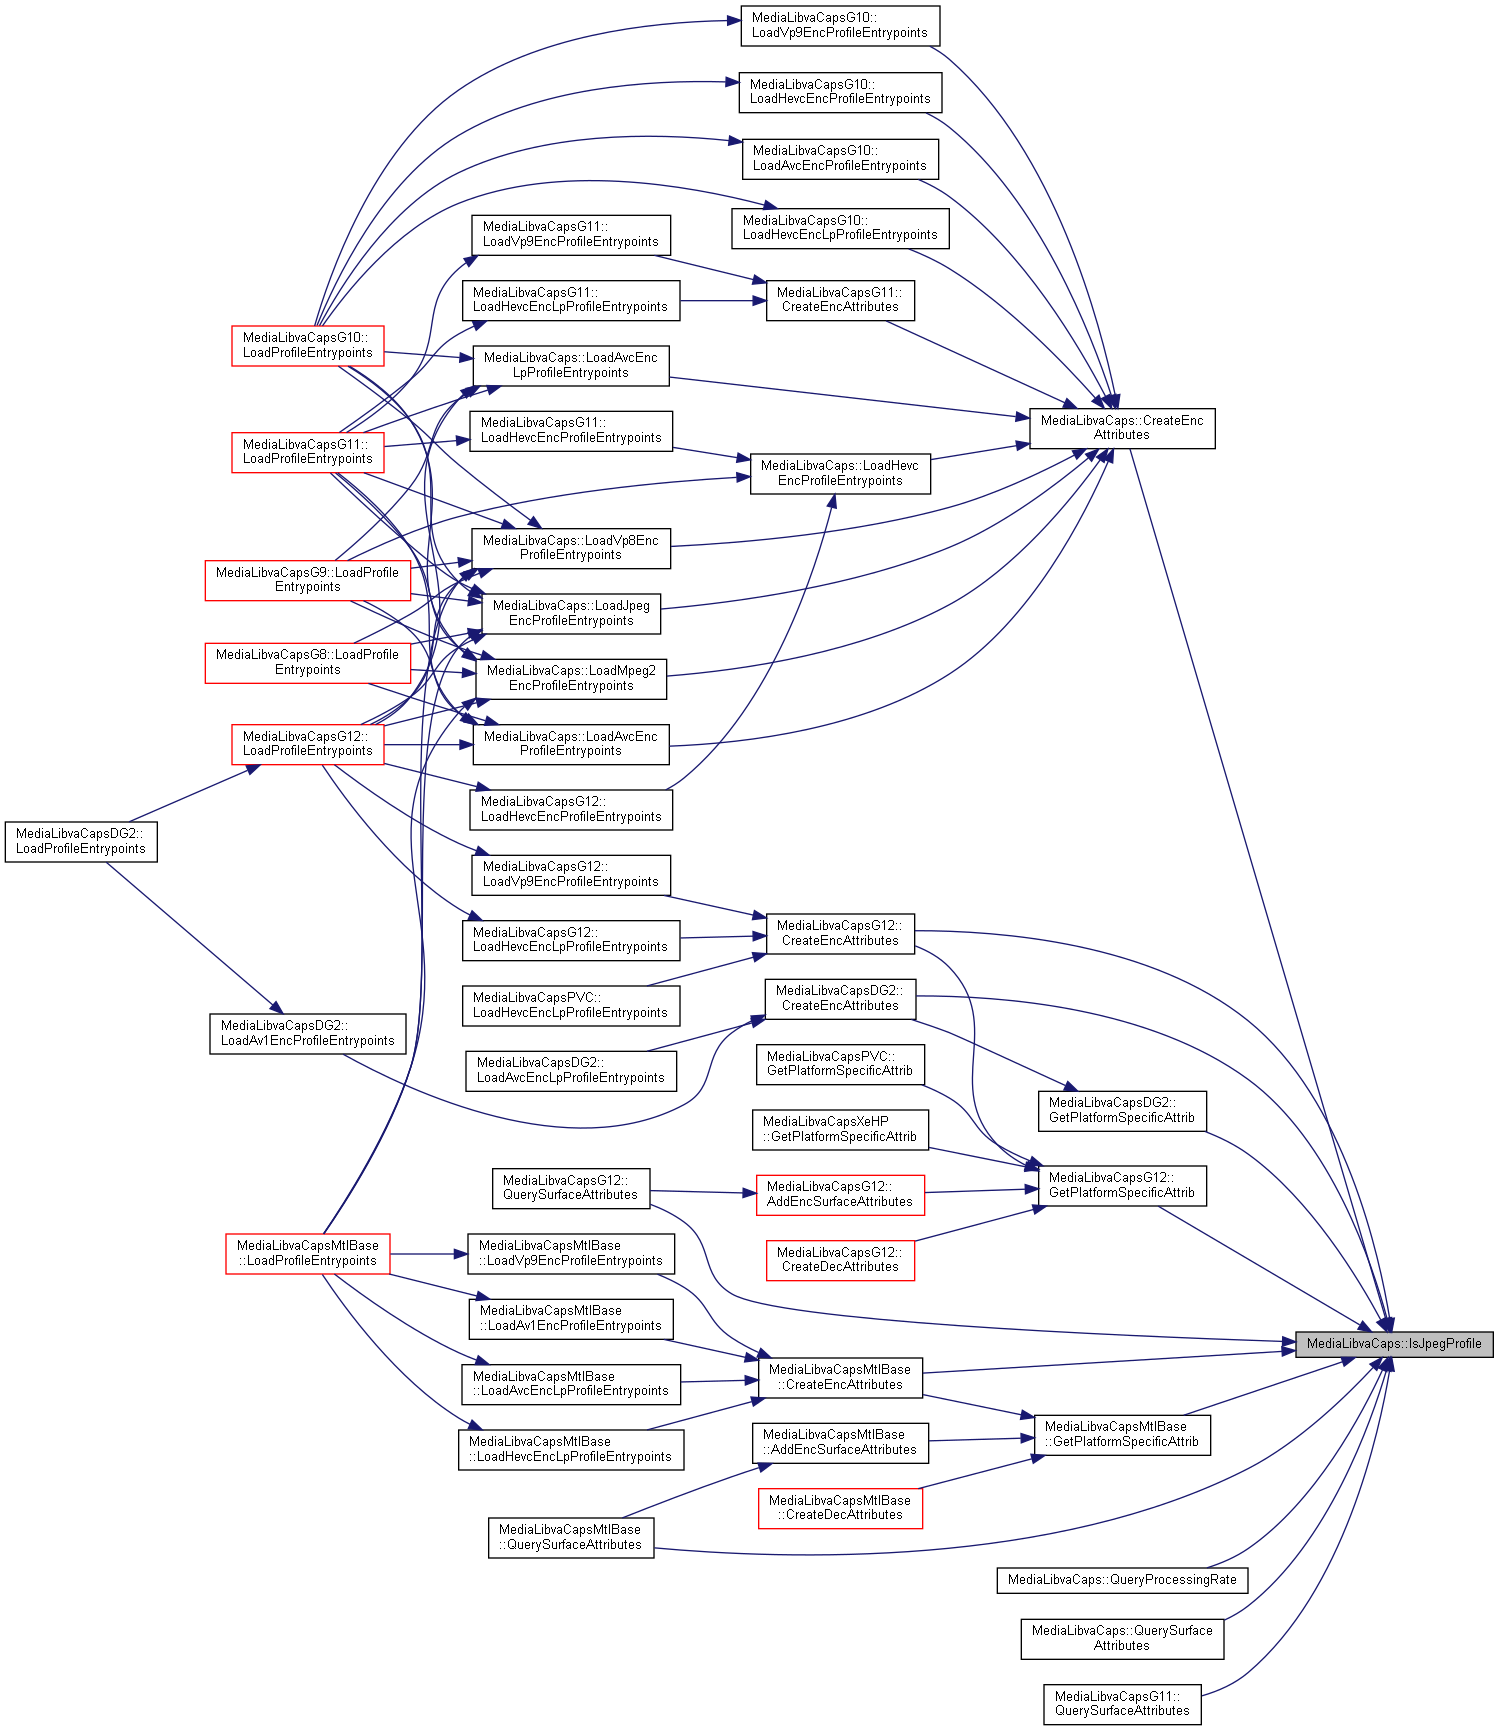 MediaLibvaCapsG10::
LoadVp9EncProfileEntrypoints
MediaLibvaCapsG10::
LoadHevcEncProfileEntrypoints
MediaLibvaCapsG10::
LoadAvcEncProfileEntrypoints
MediaLibvaCapsG10::
LoadHevcEncLpProfileEntrypoints
MediaLibvaCapsG11::
LoadVp9EncProfileEntrypoints
MediaLibvaCapsG11::
LoadHevcEncLpProfileEntrypoints
MediaLibvaCapsG11::
CreateEncAttributes
MediaLibvaCapsG10::
LoadProfileEntrypoints
MediaLibvaCaps::LoadAvcEnc
LpProfileEntrypoints
MediaLibvaCaps::CreateEnc
Attributes
MediaLibvaCapsG11::
LoadProfileEntrypoints
MediaLibvaCapsG11::
LoadHevcEncProfileEntrypoints
MediaLibvaCaps::LoadHevc
EncProfileEntrypoints
MediaLibvaCaps::LoadVp8Enc
ProfileEntrypoints
MediaLibvaCapsG9::LoadProfile
Entrypoints
MediaLibvaCaps::LoadJpeg
EncProfileEntrypoints
MediaLibvaCapsG8::LoadProfile
Entrypoints
MediaLibvaCaps::LoadMpeg2
EncProfileEntrypoints
MediaLibvaCapsG12::
LoadProfileEntrypoints
MediaLibvaCaps::LoadAvcEnc
ProfileEntrypoints
MediaLibvaCapsG12::
LoadHevcEncProfileEntrypoints
MediaLibvaCapsDG2::
LoadProfileEntrypoints
MediaLibvaCapsG12::
LoadVp9EncProfileEntrypoints
MediaLibvaCapsG12::
LoadHevcEncLpProfileEntrypoints
MediaLibvaCapsG12::
CreateEncAttributes
MediaLibvaCapsPVC::
LoadHevcEncLpProfileEntrypoints
MediaLibvaCapsDG2::
CreateEncAttributes
MediaLibvaCapsDG2::
LoadAv1EncProfileEntrypoints
MediaLibvaCapsDG2::
LoadAvcEncLpProfileEntrypoints
MediaLibvaCapsPVC::
GetPlatformSpecificAttrib
MediaLibvaCapsDG2::
GetPlatformSpecificAttrib
MediaLibvaCapsXeHP
::GetPlatformSpecificAttrib
MediaLibvaCapsG12::
GetPlatformSpecificAttrib
MediaLibvaCapsG12::
QuerySurfaceAttributes
MediaLibvaCapsG12::
AddEncSurfaceAttributes
MediaLibvaCapsG12::
CreateDecAttributes
MediaLibvaCapsMtlBase
::LoadProfileEntrypoints
MediaLibvaCapsMtlBase
::LoadVp9EncProfileEntrypoints
MediaLibvaCapsMtlBase
::LoadAv1EncProfileEntrypoints
MediaLibvaCaps::IsJpegProfile
MediaLibvaCapsMtlBase
::LoadAvcEncLpProfileEntrypoints
MediaLibvaCapsMtlBase
::CreateEncAttributes
MediaLibvaCapsMtlBase
::LoadHevcEncLpProfileEntrypoints
MediaLibvaCapsMtlBase
::AddEncSurfaceAttributes
MediaLibvaCapsMtlBase
::GetPlatformSpecificAttrib
MediaLibvaCapsMtlBase
::CreateDecAttributes
MediaLibvaCapsMtlBase
::QuerySurfaceAttributes
MediaLibvaCaps::QueryProcessingRate
MediaLibvaCaps::QuerySurface
Attributes
MediaLibvaCapsG11::
QuerySurfaceAttributes